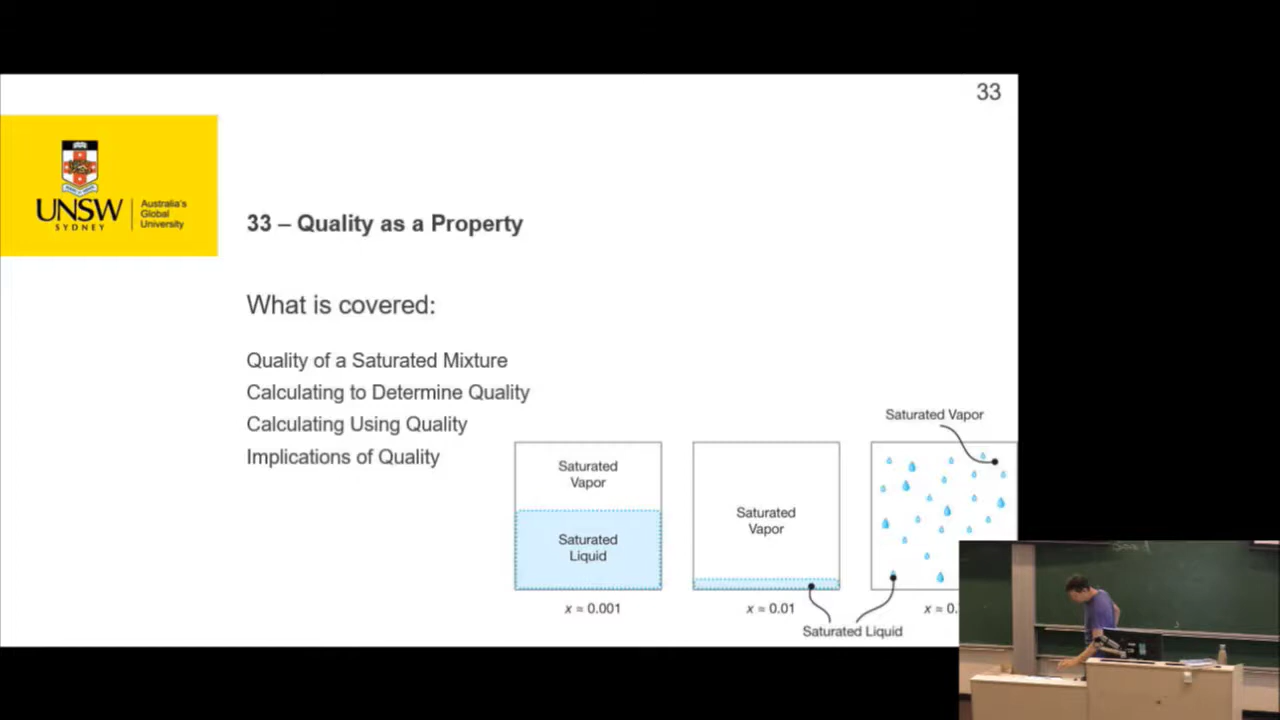 33
UNSW
SYDNEY
Australia's
Global
University
33 – Quality as a Property
What is covered:
Quality of a Saturated Mixture
Calculating to Determine Quality
Calculating Using Quality
Implications of Quality
Saturated
Vapor
Saturated
Liquid
x ≈ 0.001
Saturated
Vapor
x ≈ 0.01
Saturated Vapor
x ≈ 0.
Saturated Liquid